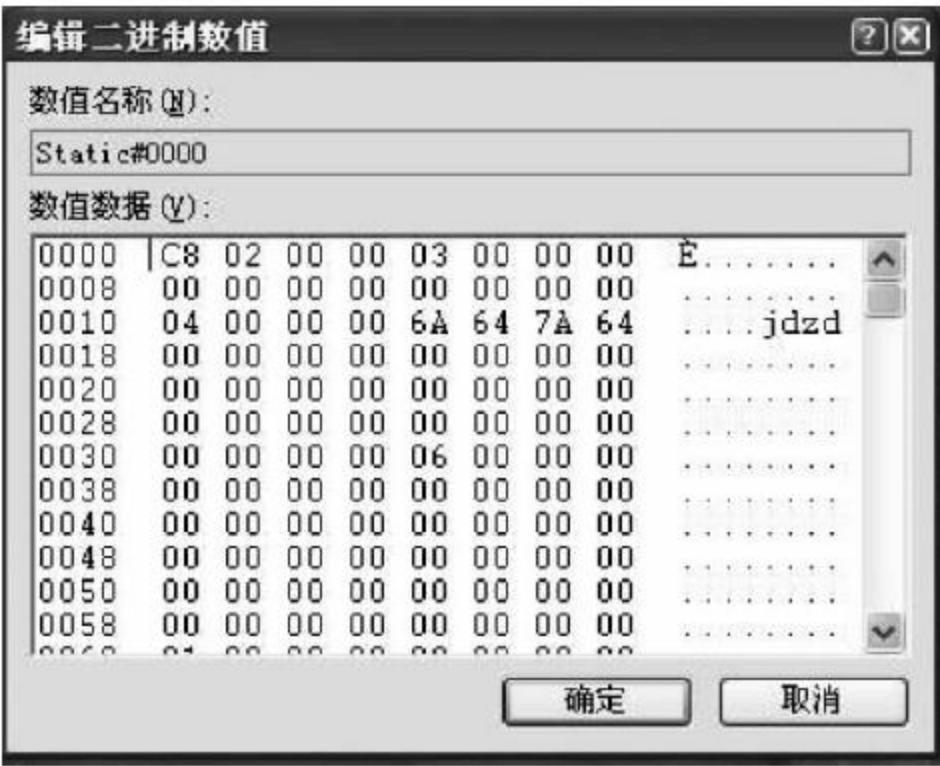 编辑二进制数值
数值名称(N):
Static#0000
数值数据(V):
0000 C8 02 00 00 03 00 00 00 È.......
0008 00 00 00 00 00 00 00 00 ........
0010 04 00 00 00 6A 64 7A 64 ....jdzd
0018 00 00 00 00 00 00 00 00 ........
0020 00 00 00 00 00 00 00 00 ........
0028 00 00 00 00 00 00 00 00 ........
0030 00 00 00 00 06 00 00 00 ........
0038 00 00 00 00 00 00 00 00 ........
0040 00 00 00 00 00 00 00 00 ........
0048 00 00 00 00 00 00 00 00 ........
0050 00 00 00 00 00 00 00 00 ........
0058 00 00 00 00 00 00 00 00 ........
确定 取消